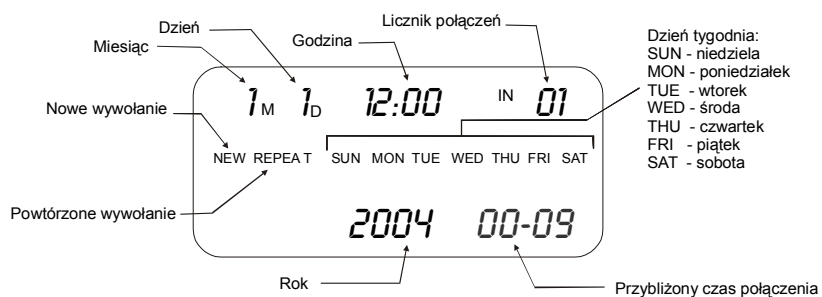 Dzień
Licznik połączeń
Miesiąc
Godzina
Dzień tygodnia:
SUN - niedziela
MON - poniedziałek
TUE - wtorek
WED - środa
THU - czwartek
FRI - piątek
SAT - sobota
1 M 1 D 12:00 IN 01
Nowe wywołanie
NEW REPEAT SUN MON TUE WED THU FRI SAT
Powtórzone wywołanie
2004 00-09
Rok
Przybliżony czas połączenia